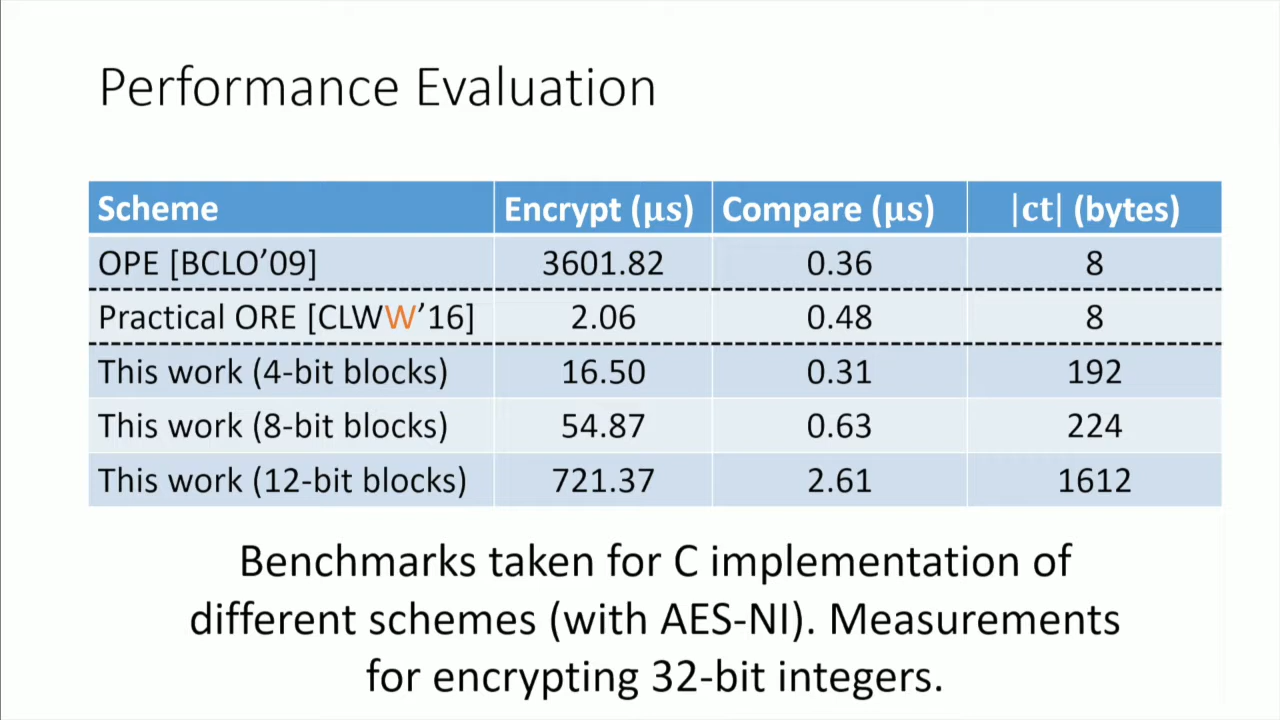 Performance Evaluation
Scheme Encrypt (μs) Compare (μs) |ct| (bytes)
OPE [BCLO’09] 3601.82 0.36 8
Practical ORE [CLWW’16] 2.06 0.48 8
This work (4-bit blocks) 16.50 0.31 192
This work (8-bit blocks) 54.87 0.63 224
This work (12-bit blocks) 721.37 2.61 1612
Benchmarks taken for C implementation of
different schemes (with AES-NI). Measurements
for encrypting 32-bit integers.